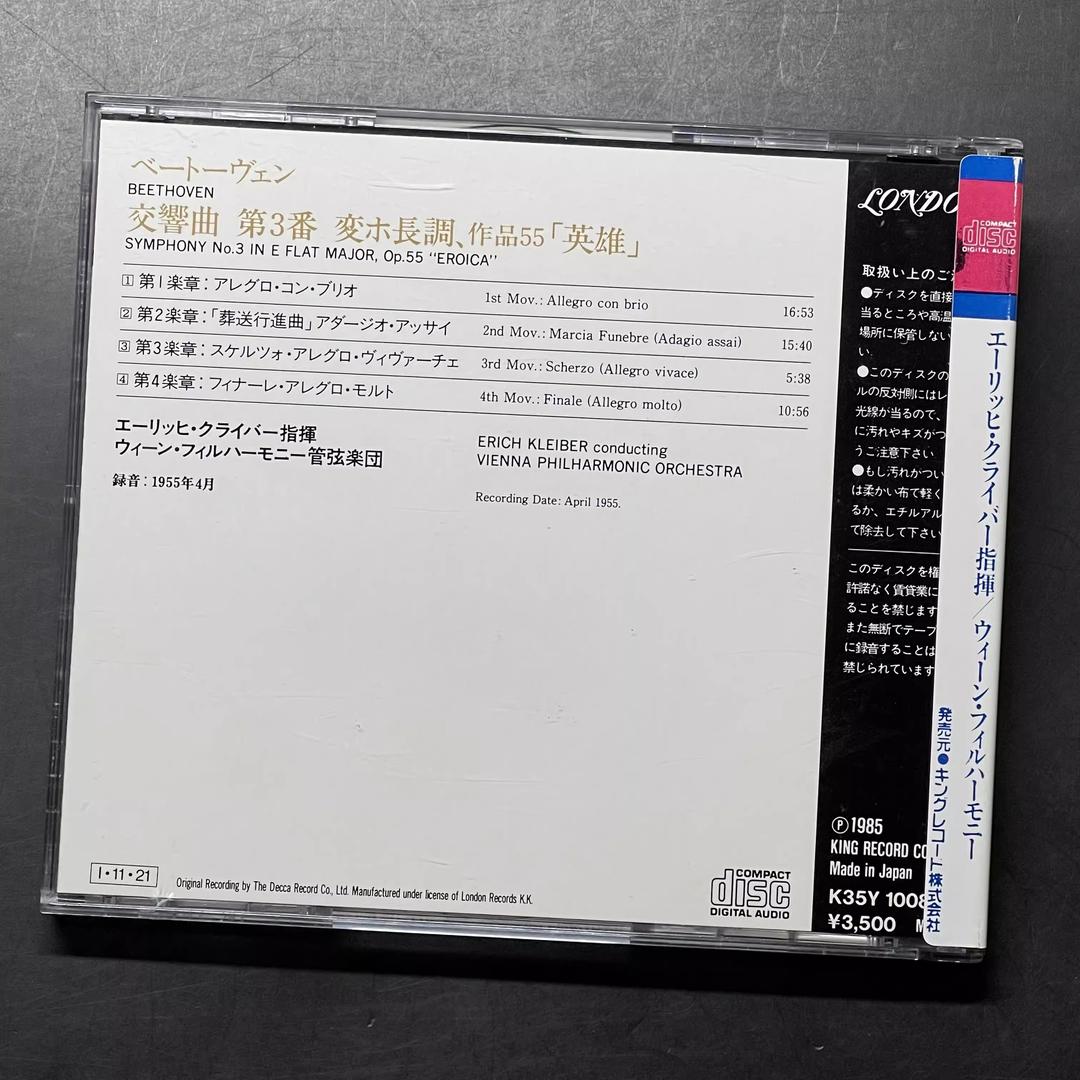 ベートーヴェン
BEETHOVEN
交響曲 第3番 変ホ長調、作品55「英雄」
SYMPHONY No.3 IN E FLAT MAJOR, Op.55 "EROICA"
1 第1楽章：アレグロ・コン・ブリオ 1st Mov.: Allegro con brio 16:53
2 第2楽章：「葬送行進曲」アダージオ・アッサイ 2nd Mov.: Marcia Funebre (Adagio assai) 15:40
3 第3楽章：スケルツォ・アレグロ・ヴィヴァーチェ 3rd Mov.: Scherzo (Allegro vivace) 5:38
4 第4楽章：フィナーレ・アレグロ・モルト 4th Mov.: Finale (Allegro molto) 10:56
エーリッヒ・クライバー指揮
ウィーン・フィルハーモニー管弦楽団
録音：1955年4月
ERICH KLEIBER conducting
VIENNA PHILHARMONIC ORCHESTRA
Recording Date: April 1955.
I・11・21
Original Recording by The Decca Record Co., Ltd. Manufactured under license of London Records K.K.
COMPACT
disc
DIGITAL AUDIO
LONDO
取扱い上のご
●ディスクを直接
当るところや高温
場所に保管しない
い.
●このディスクの
ルの反対側にはレ
光線が当るので、
に汚れやキズがつ
うご注意下さい
●もし汚れがつい
は柔かい布で軽く
るか、エチルアル
で除去して下さい
このディスクを権
許諾なく賃貸業に
ることを禁じます
また無断でテープ
に録音することは
禁じられています
Ⓟ1985
KING RECORD CO
Made in Japan
K35Y 1008
¥3,500 M
COMPACT
disc
DIGITAL AUDIO
エーリッヒ・クライバー指揮／ウィーン・フィルハーモニー
発売元●キングレコード株式会社